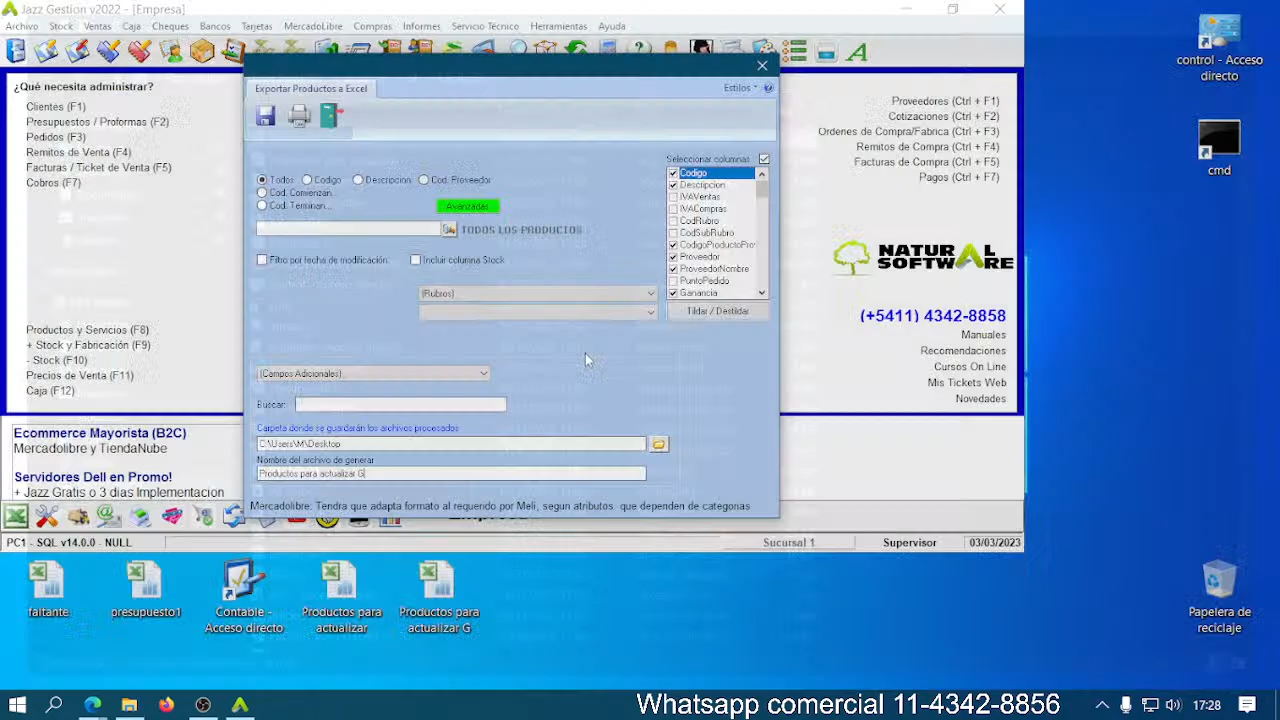 Jazz Gestion v2022 - [Empresa]
Archivo Stock Ventas Caja Cheques Bancos Tarjetas MercadoLibre Compras Informes Servicio Técnico Herramientas Ayuda
¿Qué necesita administrar?
Clientes (F1)
Presupuestos / Proformas (F2)
Pedidos (F3)
Remitos de Venta (F4)
Facturas / Ticket de Venta (F5)
Cobros (F7)
Productos y Servicios (F8)
+ Stock y Fabricación (F9)
- Stock (F10)
Precios de Venta (F11)
Caja (F12)
Ecommerce Mayorista (B2C)
Mercadolibre y TiendaNube
Servidores Dell en Promo!
+ Jazz Gratis o 3 dias Implementacion
Exportar Productos a Excel
Estilos
Todos Codigo Descripcion Cod. Proveedor
Cod. Comienzan...
Cod. Terminan...
Avanzadas
TODOS LOS PRODUCTOS
Filtro por fecha de modificación:
Incluir columna Stock
(Rubros)
Seleccionar columnas
Codigo
Descripcion
IVAVentas
IVACompras
CodRubro
CodSubRubro
CodigoProductoPro
Proveedor
ProveedorNombre
PuntoPedido
Ganancia
Tildar / Destildar
(Campos Adicionales)
Buscar:
Carpeta donde se guardarán los archivos procesados
C:\Users\M\Desktop
Nombre del archivo de generar
Productos para actualizar G
Mercadolibre: Tendra que adapta formato al requerido por Meli, segun atributos que dependen de categorias
Proveedores (Ctrl + F1)
Cotizaciones (Ctrl + F2)
Ordenes de Compra/Fabrica (Ctrl + F3)
Remitos de Compra (Ctrl + F4)
Facturas de Compra (Ctrl + F5)
Pagos (Ctrl + F7)
NATURAL
SOFTWARE
(+5411) 4342-8858
Manuales
Recomendaciones
Cursos On Line
Mis Tickets Web
Novedades
PC1 - SQL v14.0.0 - NULL
Sucursal 1
Supervisor
03/03/2023
control - Acceso
directo
cmd
faltante
presupuesto1
Contable -
Acceso directo
Productos para
actualizar
Productos para
actualizar G
Papelera de
reciclaje
Whatsapp comercial 11-4342-8856
17:28